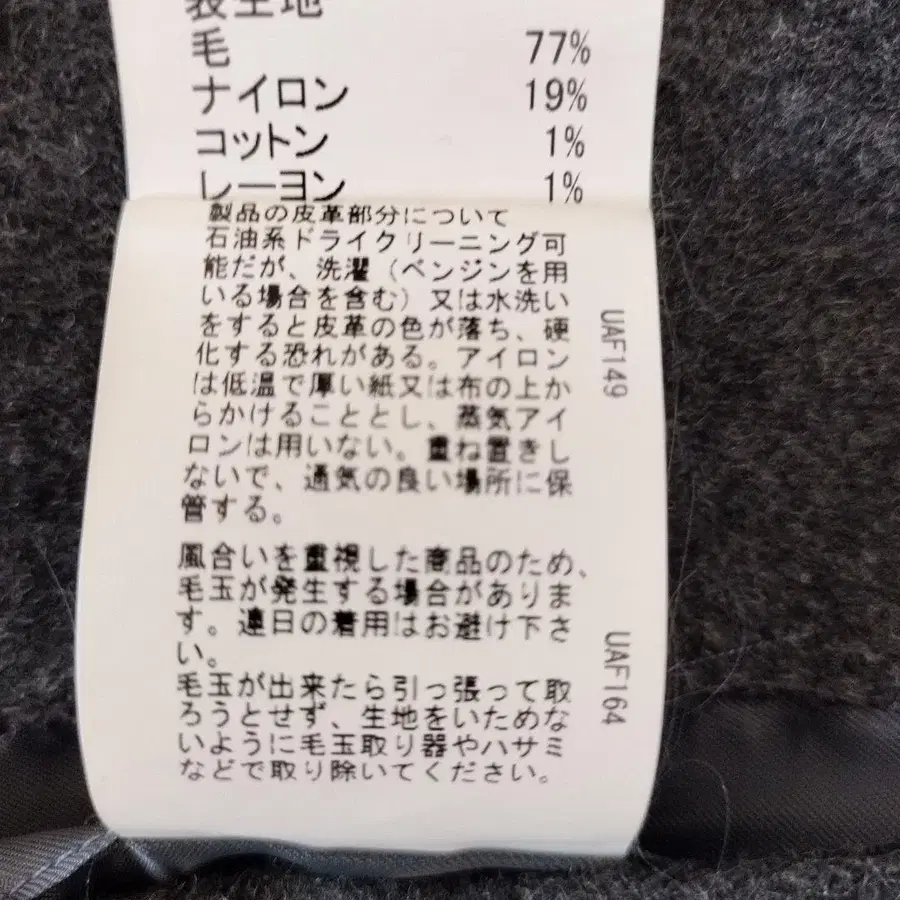 表生地
毛 77%
ナイロン 19%
コットン 1%
レーヨン 1%
製品の皮革部分について
石油系ドライクリーニング可
能だが、洗濯(ベンジンを用
いる場合を含む)又は水洗い
をすると皮革の色が落ち、硬
化する恐れがある。アイロン
は低温で厚い紙又は布の上か
らかけることとし、蒸気アイ
ロンは用いない。重ね置きし
ないで、通気の良い場所に保
管する。
UAF149
風合いを重視した商品のため、
毛玉が発生する場合がありま
す。連日の着用はお避け下さ
い。
毛玉が出来たら引っ張って取
ろうとせず、生地をいためな
いように毛玉取り器やハサミ
などで取り除いてください。
UAF164